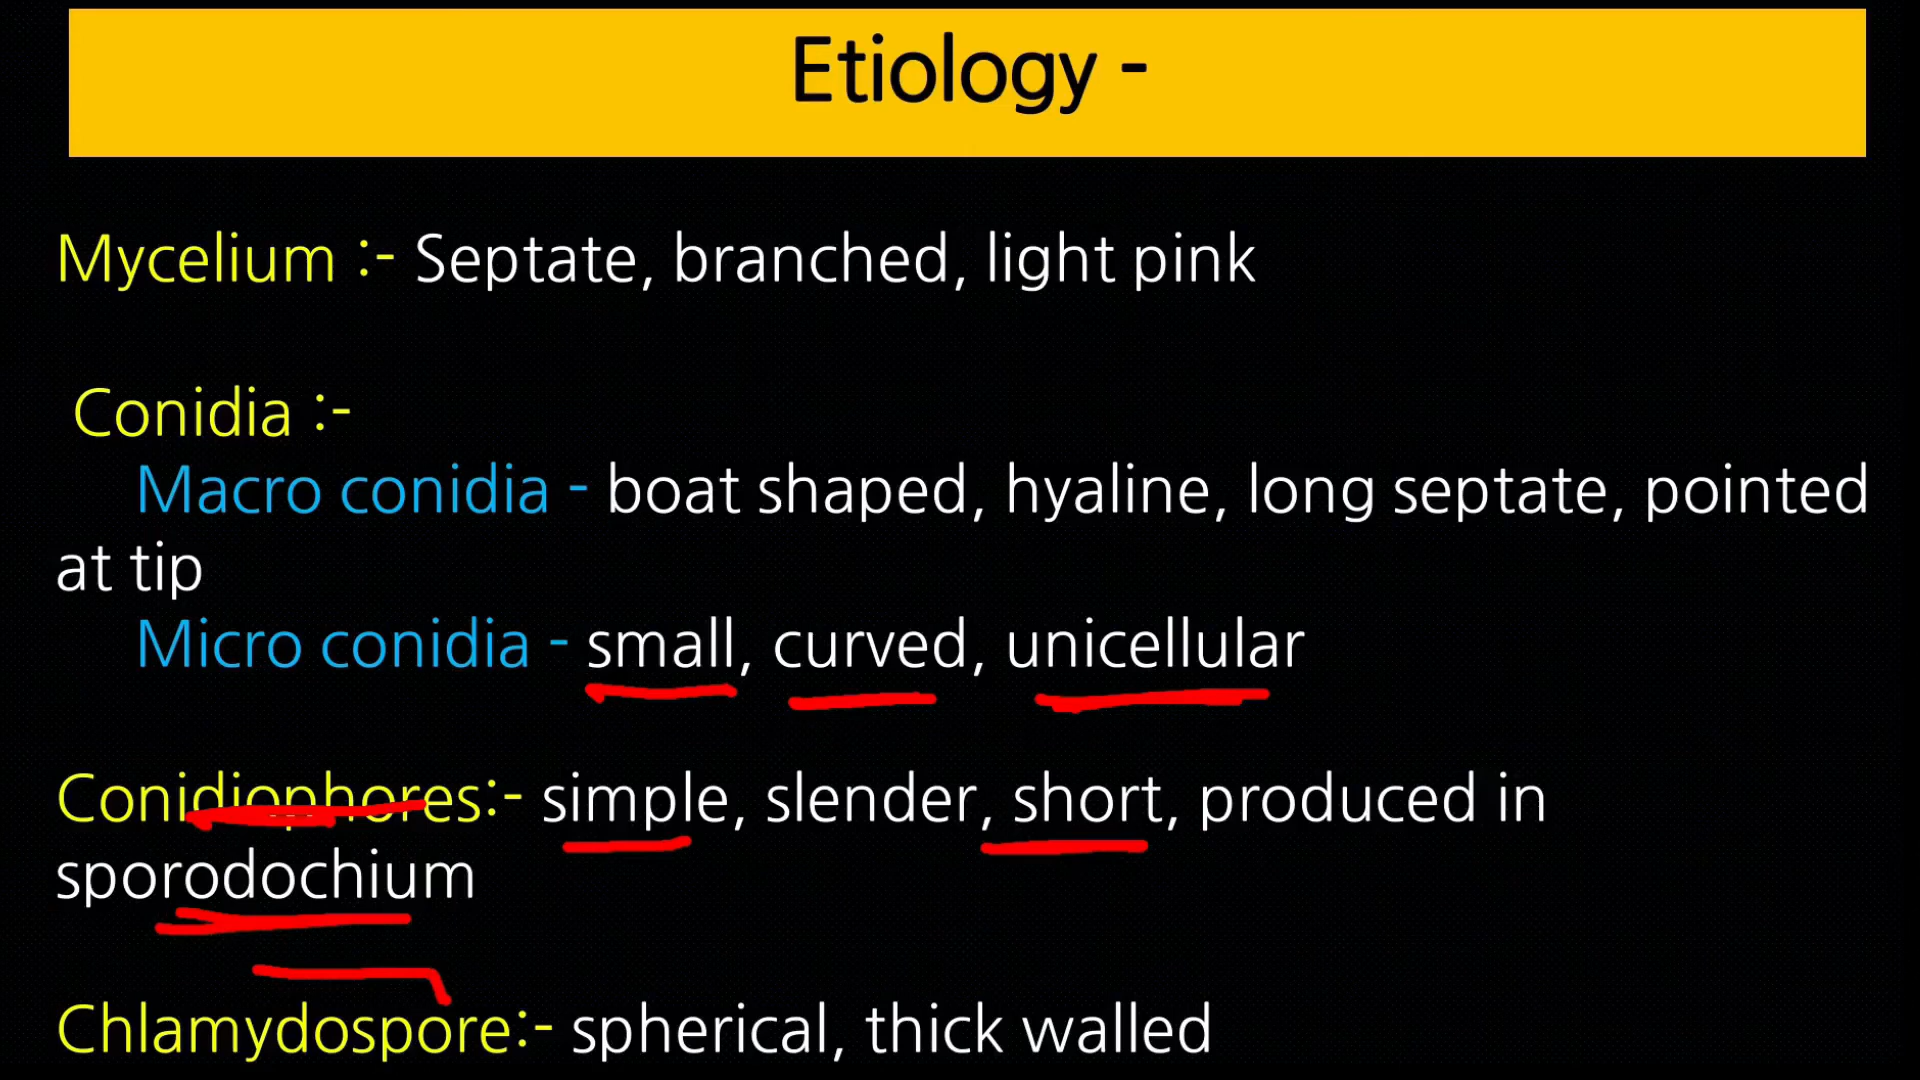 Etiology -
Mycelium :- Septate, branched, light pink
Conidia :-
Macro conidia - boat shaped, hyaline, long septate, pointed
at tip
Micro conidia - small, curved, unicellular
Conidiophores:- simple, slender, short, produced in
sporodochium
Chlamydospore:- spherical, thick walled